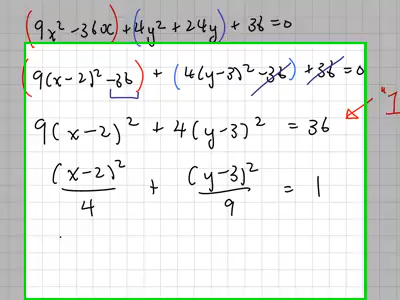 (9x² - 36x) + (4y² + 24y) + 36 = 0
(9(x-2)² - 36) + (4(y-3)² - 36) + 36 = 0
9(x-2)² + 4(y-3)² = 36
"1
(x-2)²/4 + (y-3)²/9 = 1